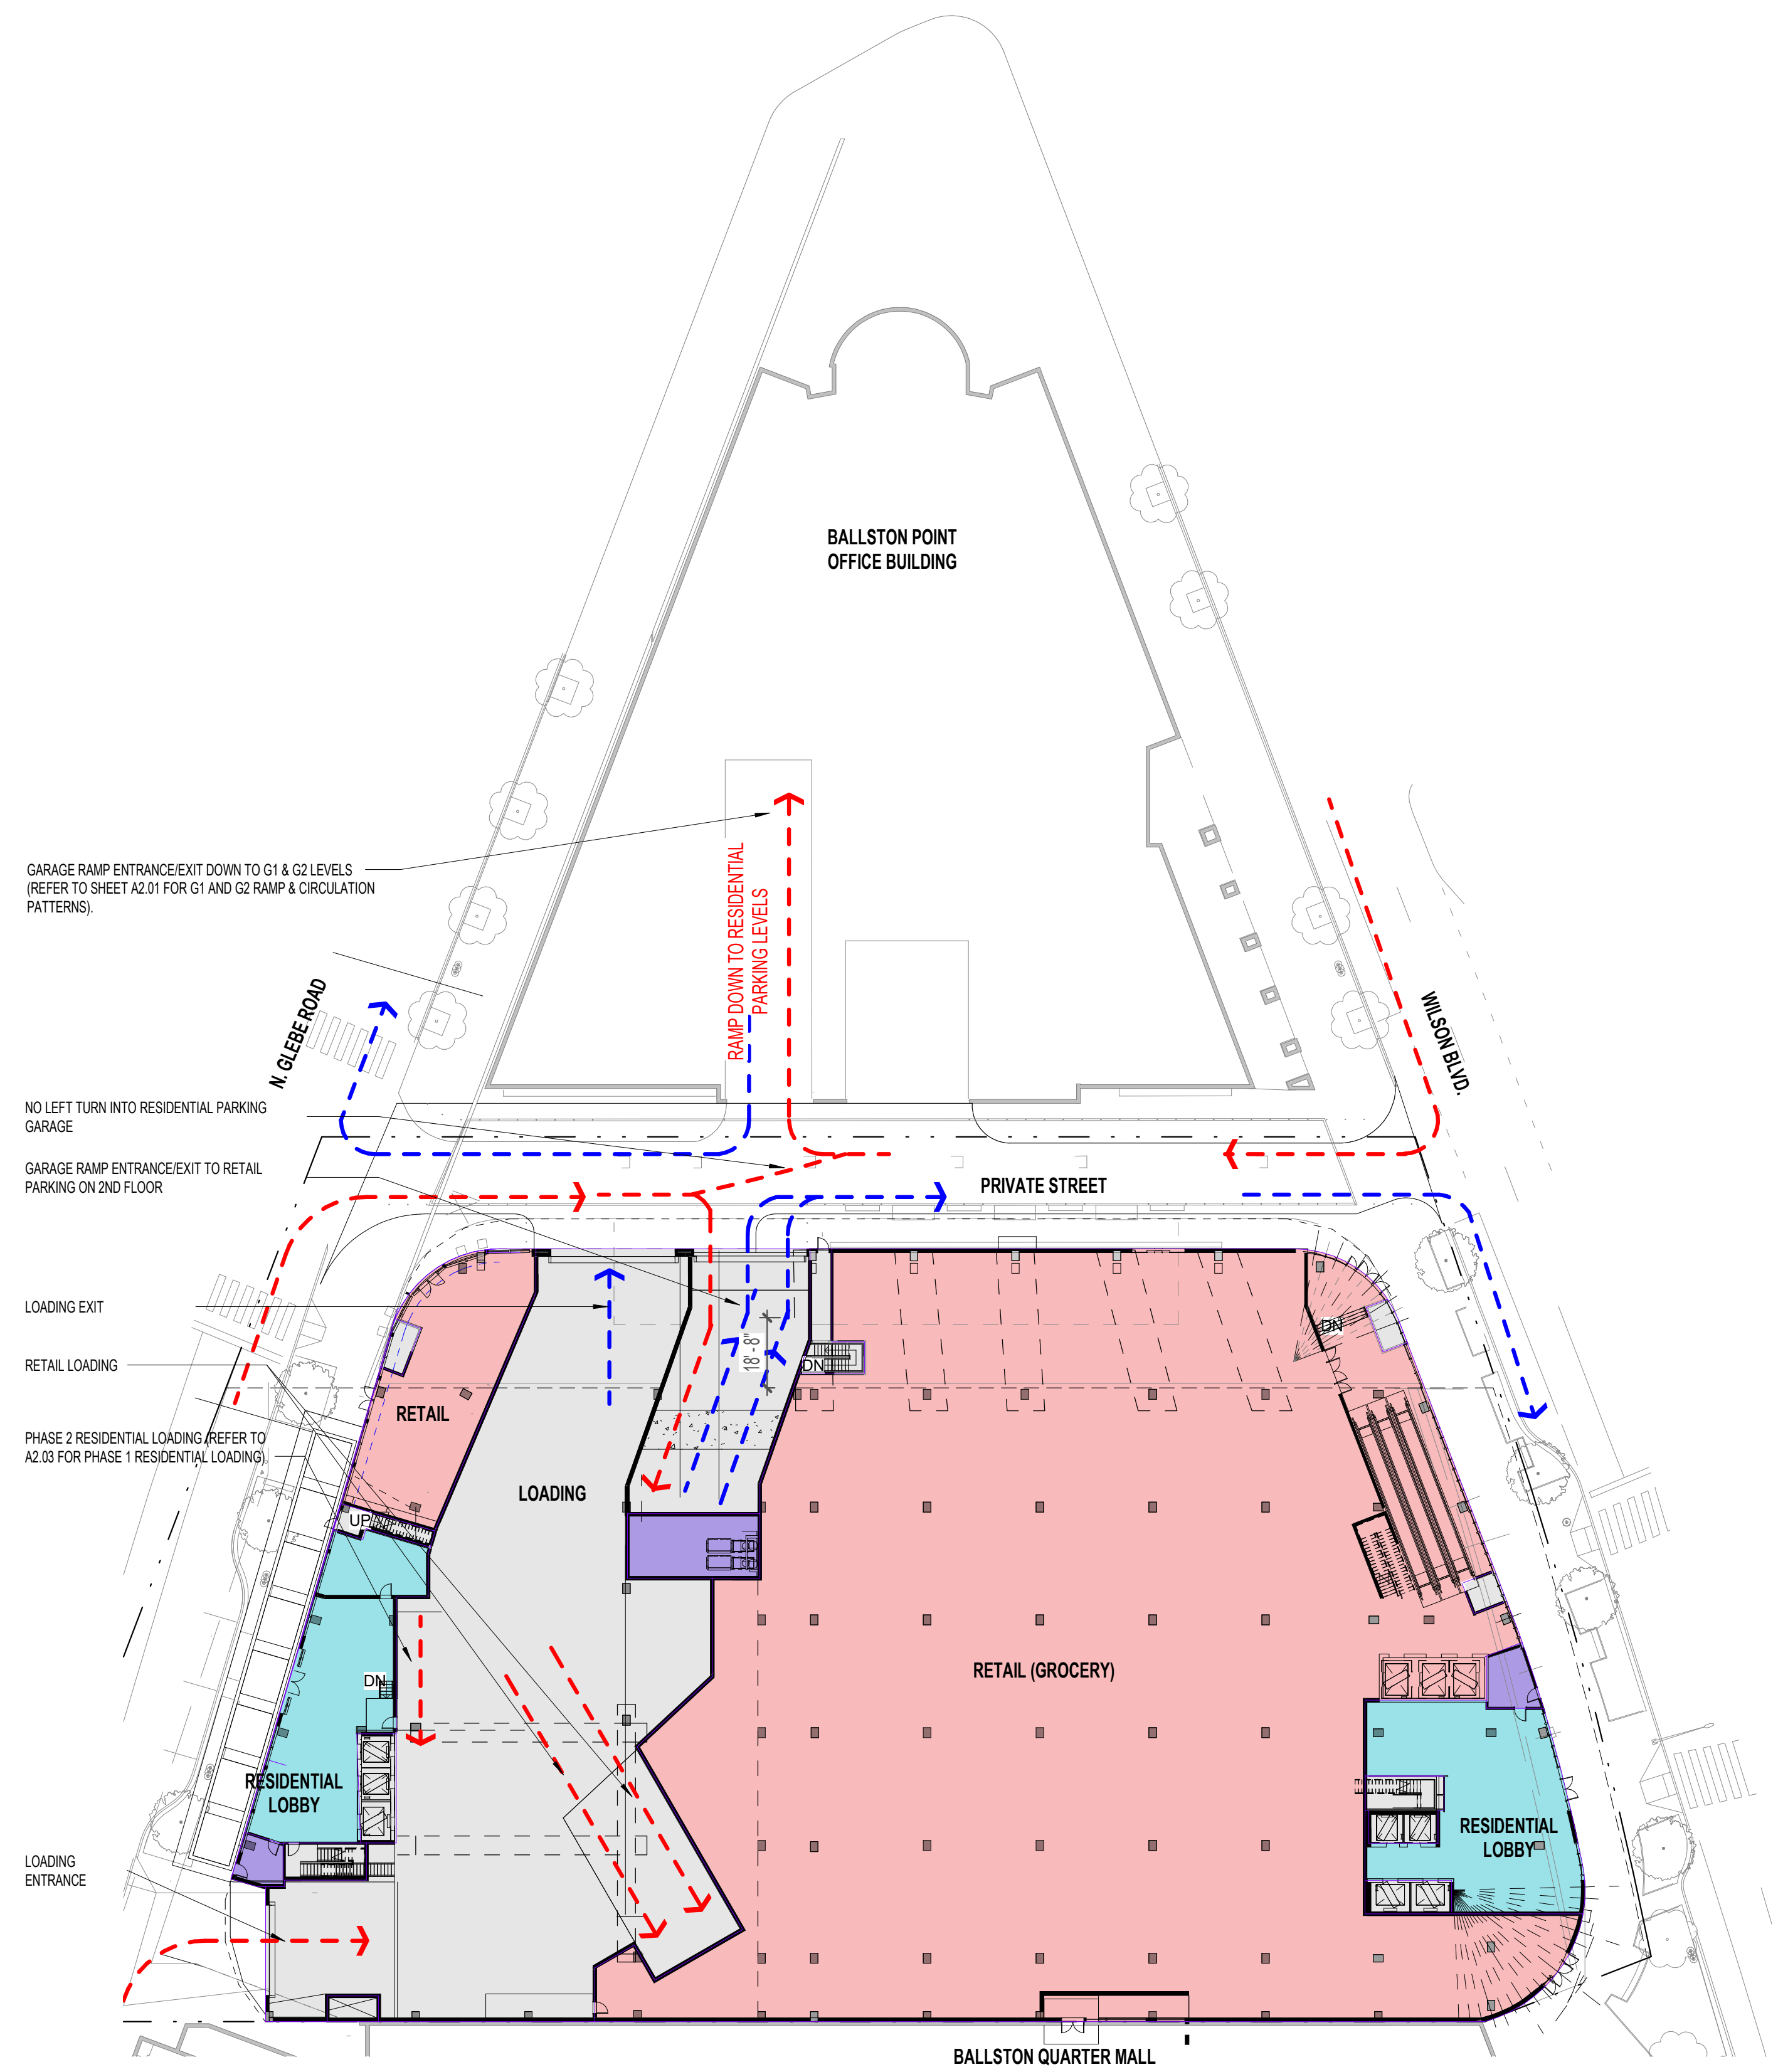 BALLSTON POINT
OFFICE BUILDING
GARAGE RAMP ENTRANCE/EXIT DOWN TO G1 & G2 LEVELS
(REFER TO SHEET A2.01 FOR G1 AND G2 RAMP & CIRCULATION
PATTERNS).
RAMP DOWN TO RESIDENTIAL
PARKING LEVELS
N. GLEBE ROAD
WILSON BLVD.
NO LEFT TURN INTO RESIDENTIAL PARKING
GARAGE
GARAGE RAMP ENTRANCE/EXIT TO RETAIL
PARKING ON 2ND FLOOR
PRIVATE STREET
LOADING EXIT
DN
18' - 8"
DN
RETAIL LOADING
RETAIL
PHASE 2 RESIDENTIAL LOADING (REFER TO
A2.03 FOR PHASE 1 RESIDENTIAL LOADING)
LOADING
UP
RETAIL (GROCERY)
DN
RESIDENTIAL
LOBBY
RESIDENTIAL
LOBBY
LOADING
ENTRANCE
BALLSTON QUARTER MALL